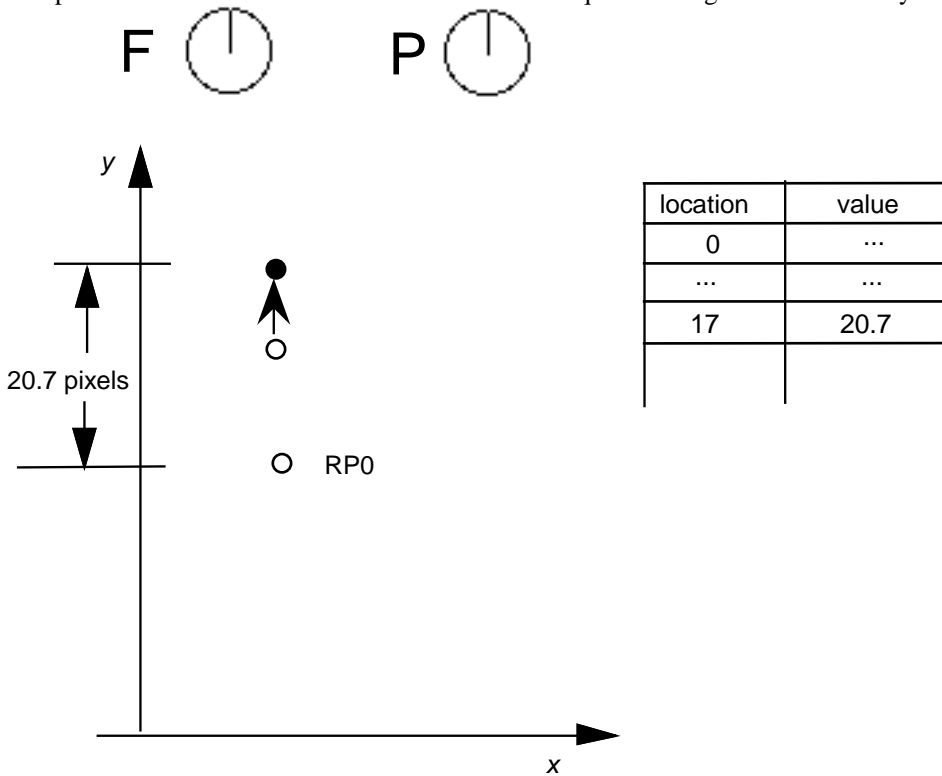 F P
y
location value
0 ...
... ...
17 20.7
20.7 pixels
RP0
x